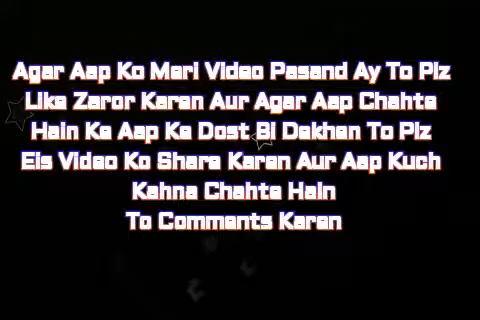 Agar Aap Ko Meri Video Pasand Ay To Plz
Like Zaror Karen Aur Agar Aap Chahte
Hain Ke Aap Ke Dost Bi Dekhen To Plz
Eis Video Ko Share Karen Aur Aap Kuch
Kahna Chahte Hain
To Comments Karen